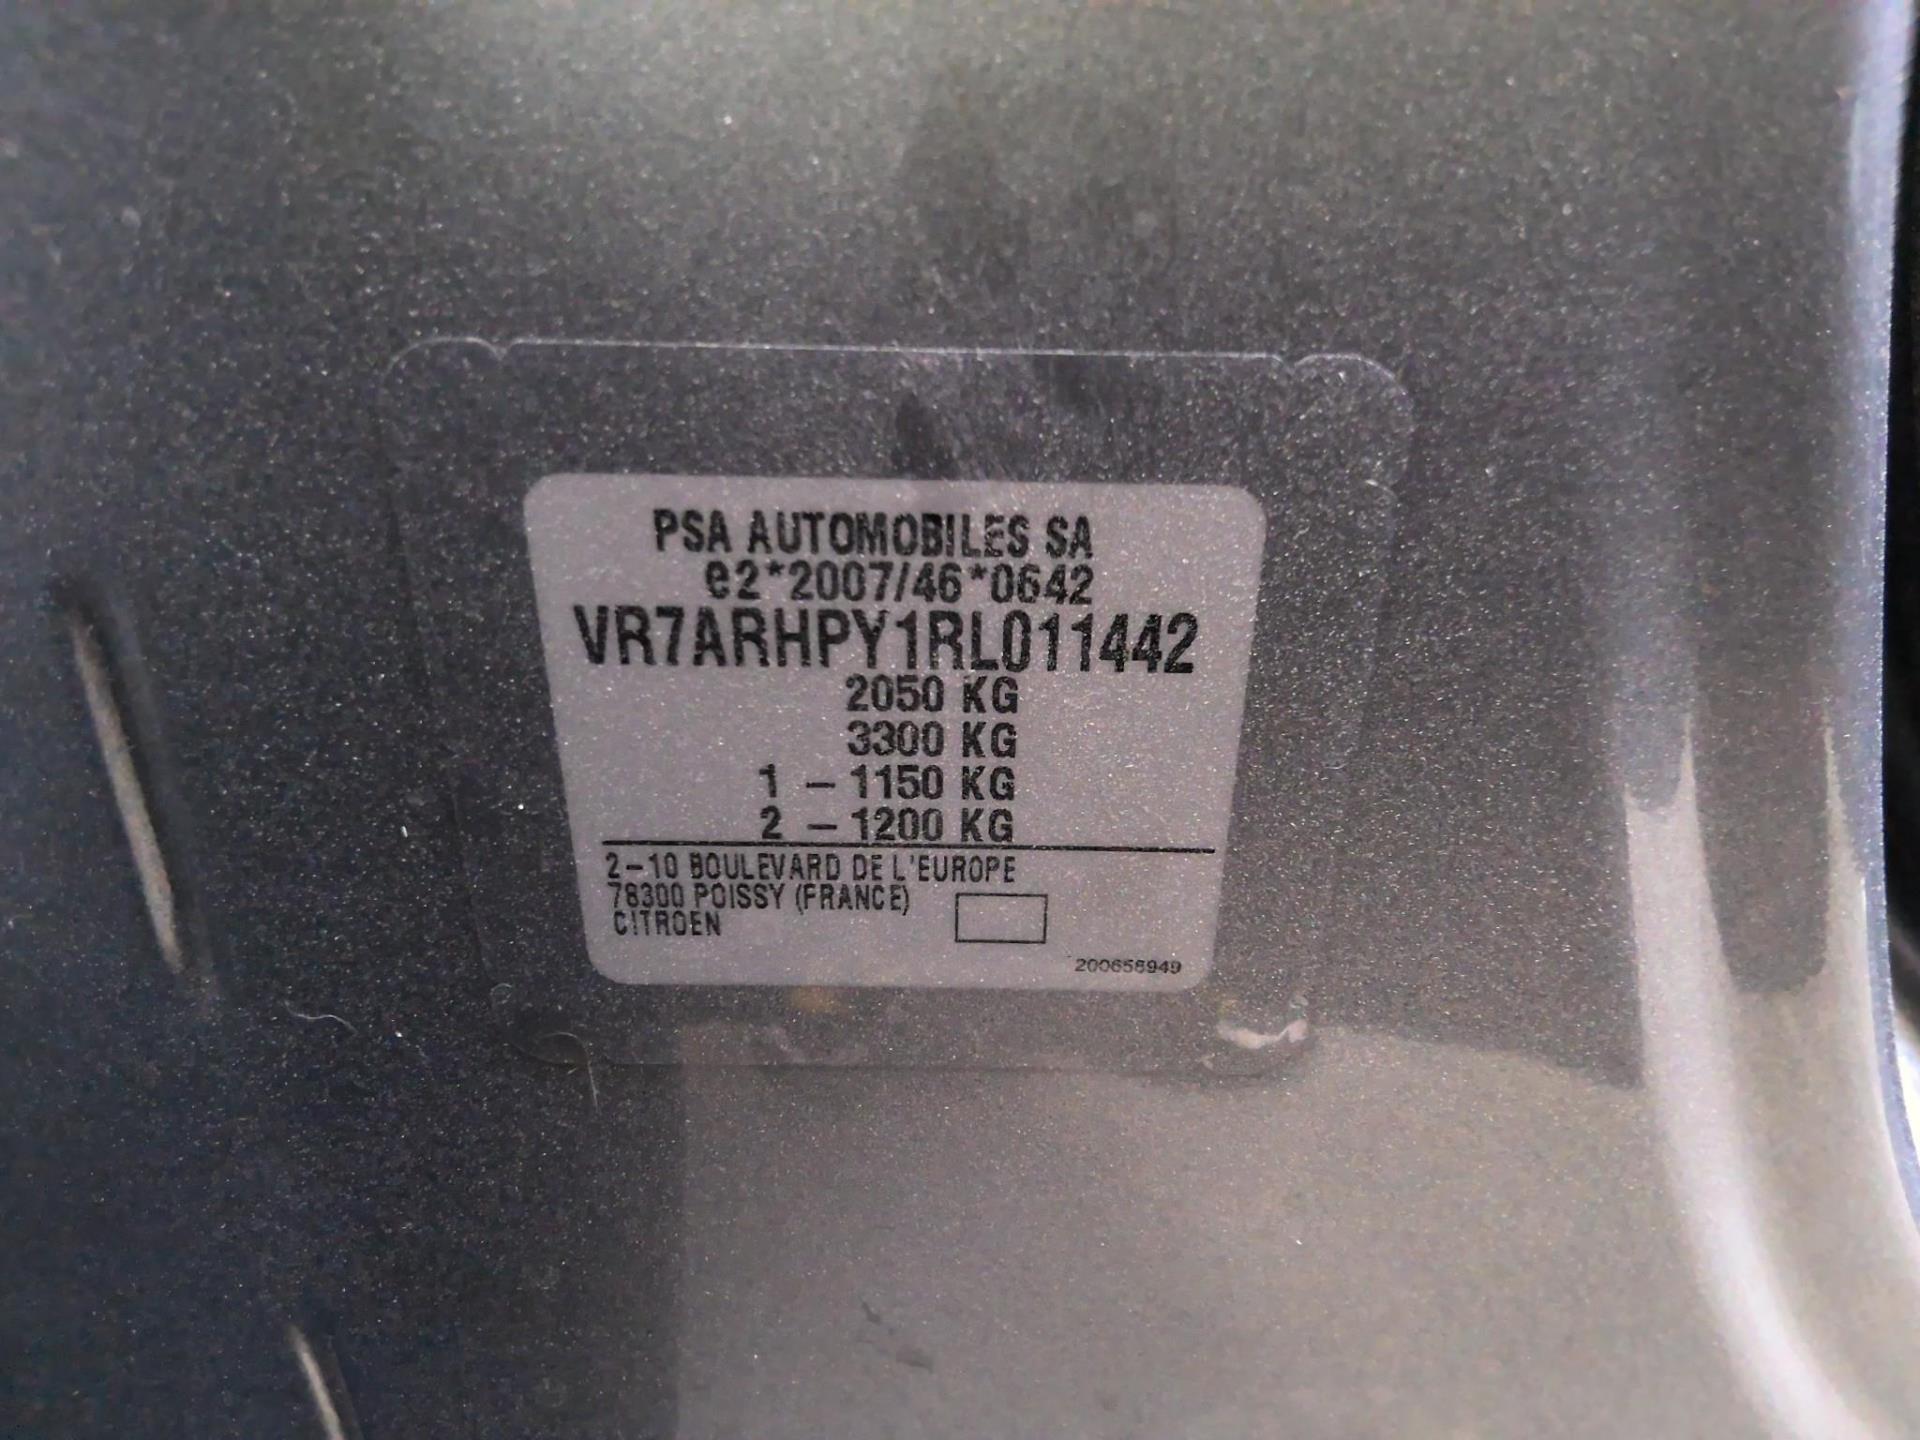 PSA AUTOMOBILES SA
e2*2007/46*0642
VR7ARHPY1RL011442
2050 KG
3300 KG
1 - 1150 KG
2 - 1200 KG
2-10 BOULEVARD DE L'EUROPE
78300 POISSY (FRANCE)
CITROEN
200656949